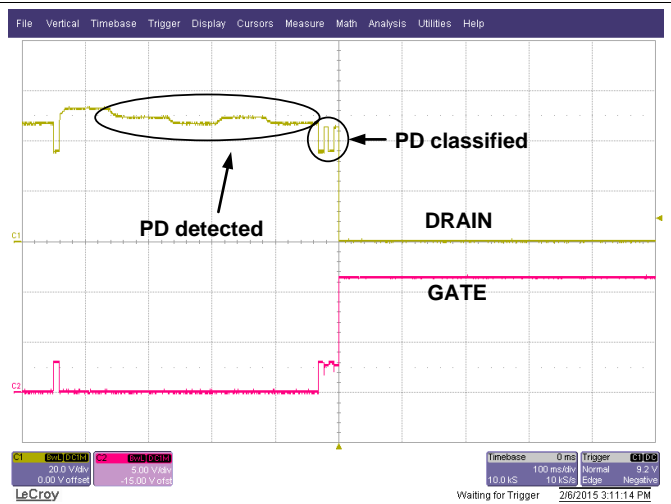 File Vertical Timebase Trigger Display Cursors Measure Math Analysis Utilities Help
PD classified
PD detected
DRAIN
C1
GATE
C2
C1 BwL DC1M
20.0 V/div
0.00 V offset
C2 BwL DC1M
5.00 V/div
-15.00 V ofst
Timebase 0 ms
100 ms/div
10.0 kS 10 kS/s
Trigger C1 DC
Normal 9.2 V
Edge Negative
LeCroy
Waiting for Trigger 2/6/2015 3:11:14 PM